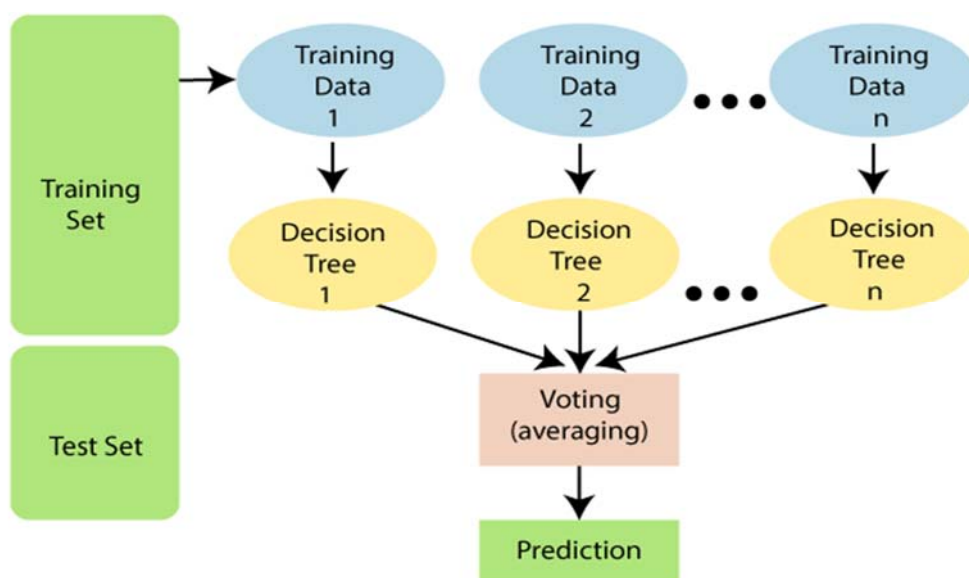 Training
Set
Test Set
Training
Data
1
Training
Data
2
Training
Data
n
Decision
Tree
1
Decision
Tree
2
Decision
Tree
n
Voting
(averaging)
Prediction